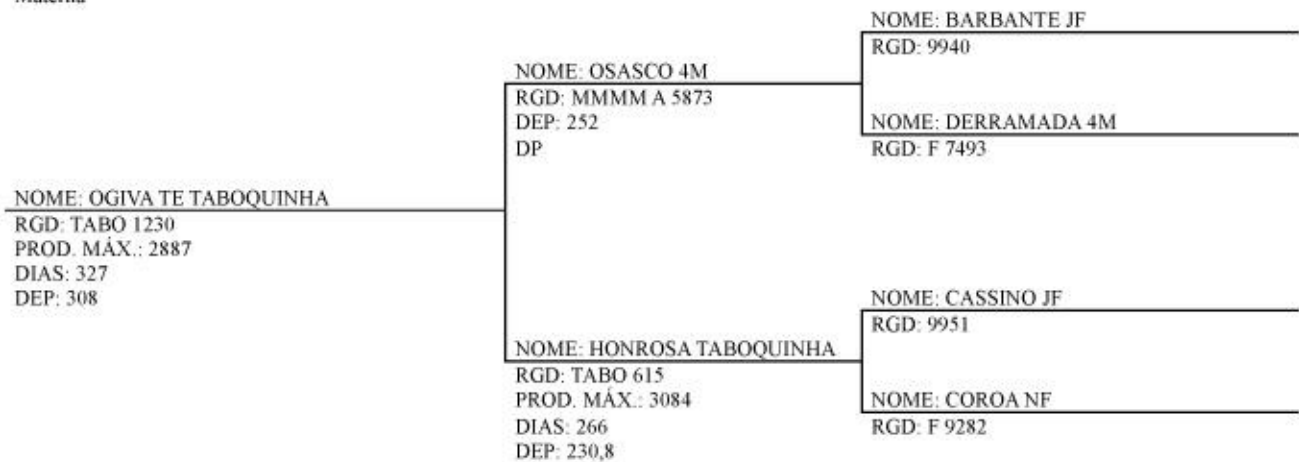 Materna
NOME: BARBANTE JF
RGD: 9940
NOME: OSASCO 4M
RGD: MMMM A 5873
DEP: 252
DP
NOME: DERRAMADA 4M
RGD: F 7493
NOME: OGIVA TE TABOQUINHA
RGD: TABO 1230
PROD. MÁX.: 2887
DIAS: 327
DEP: 308
NOME: CASSINO JF
RGD: 9951
NOME: HONROSA TABOQUINHA
RGD: TABO 615
PROD. MÁX.: 3084
DIAS: 266
DEP: 230,8
NOME: COROA NF
RGD: F 9282